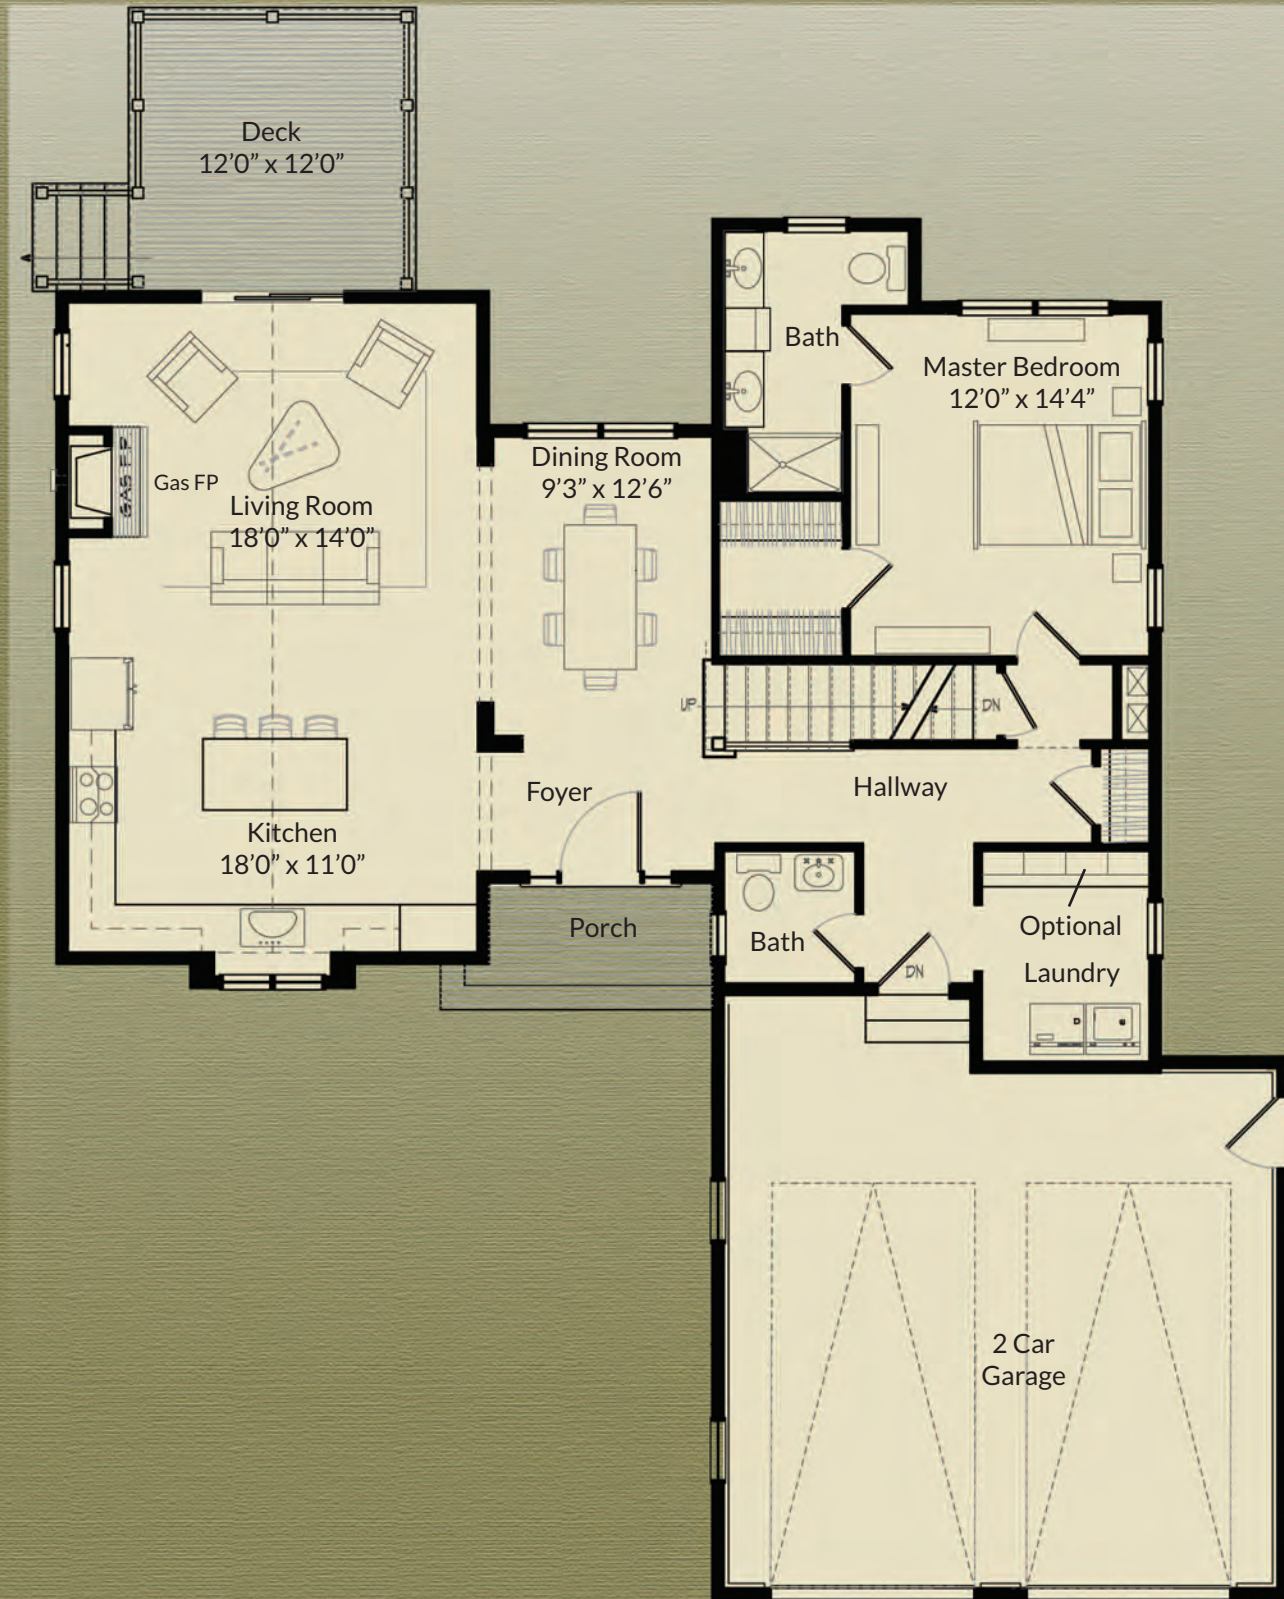 Deck
12’0” x 12’0”
Bath
Master Bedroom
12’0” x 14’4”
Dining Room
9’3” x 12’6”
GAS FP
Gas FP
Living Room
18’0” x 14’0”
UP
DN
Foyer
Hallway
Kitchen
18’0” x 11’0”
Porch
Bath
DN
Optional
Laundry
D
2 Car
Garage